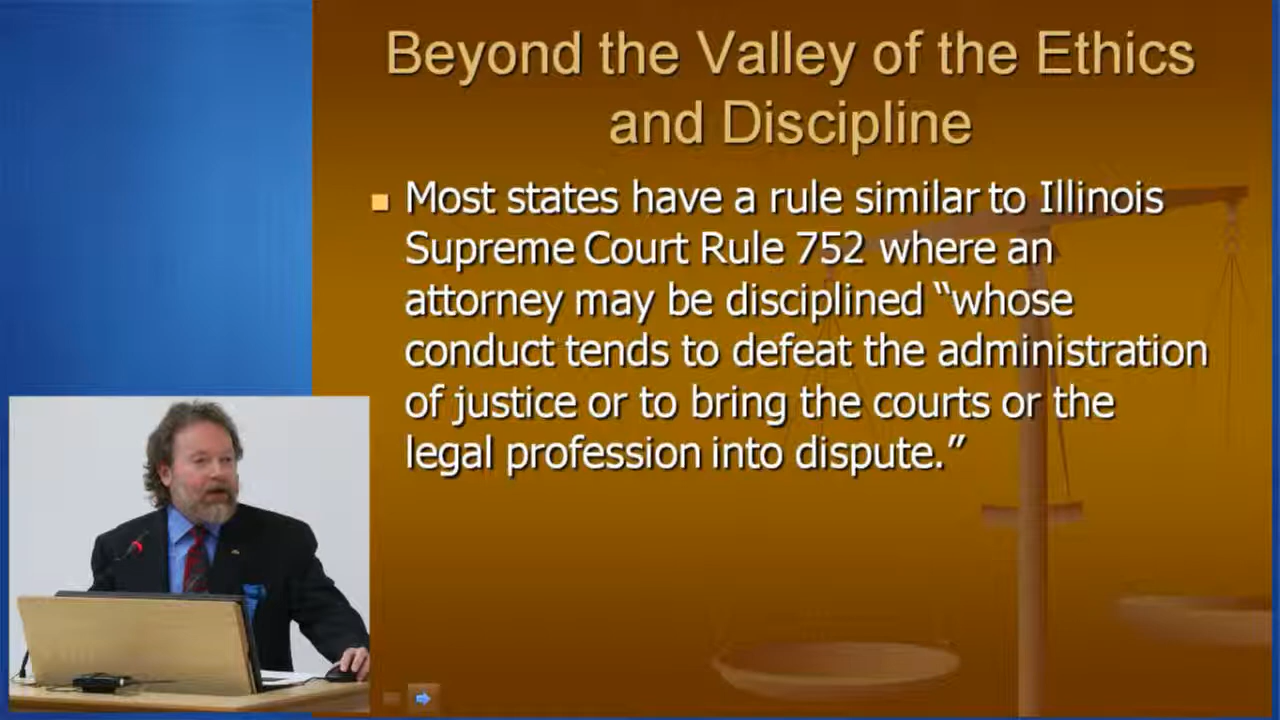 Beyond the Valley of the Ethics
and Discipline
Most states have a rule similar to Illinois
Supreme Court Rule 752 where an
attorney may be disciplined “whose
conduct tends to defeat the administration
of justice or to bring the courts or the
legal profession into dispute.”